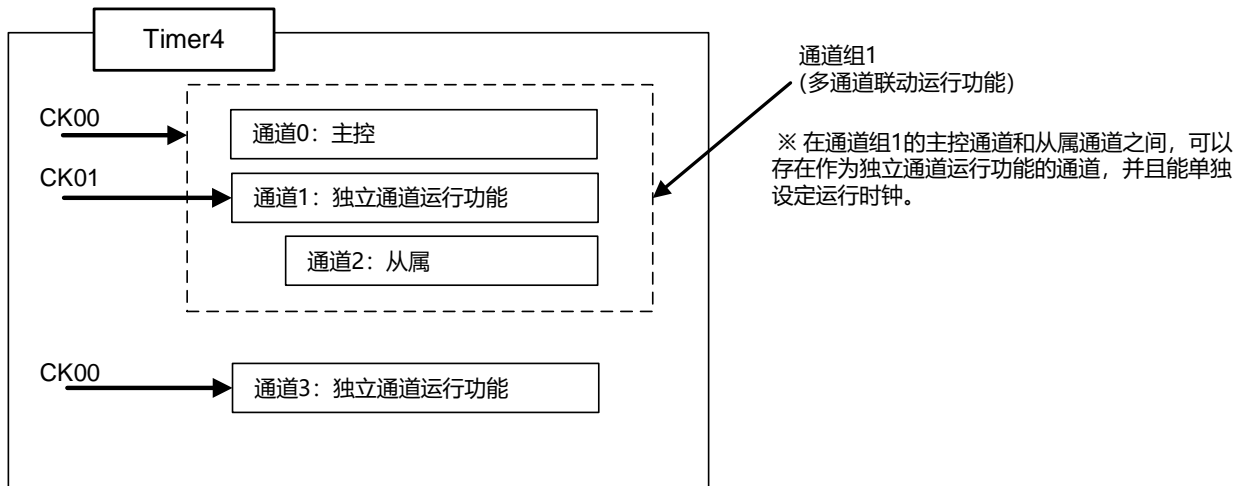 Timer4
通道组1
(多通道联动运行功能)
CK00
通道0：主控
※ 在通道组1的主控通道和从属通道之间，可以
存在作为独立通道运行功能的通道，并且能单独
设定运行时钟。
CK01
通道1：独立通道运行功能
通道2：从属
CK00
通道3：独立通道运行功能